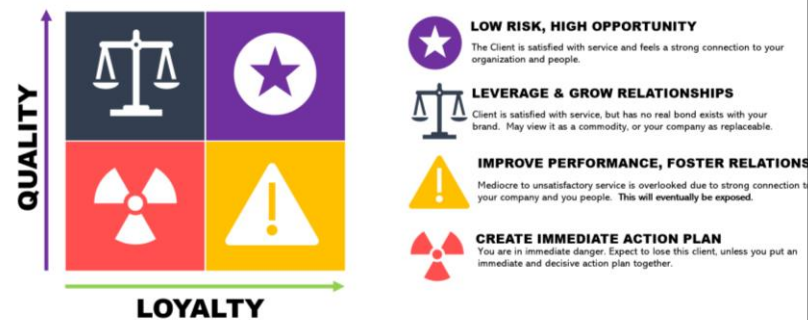 QUALITY
LOYALTY
LOW RISK, HIGH OPPORTUNITY
The Client is satisfied with service and feels a strong connection to your
organization and people.
LEVERAGE & GROW RELATIONSHIPS
Client is satisfied with service, but has no real bond exists with your
brand. May view it as a commodity, or your company as replaceable.
IMPROVE PERFORMANCE, FOSTER RELATIONS
Mediocre to unsatisfactory service is overlooked due to strong connection
your company and you people. This will eventually be exposed.
CREATE IMMEDIATE ACTION PLAN
You are in immediate danger. Expect to lose this client, unless you put an
immediate and decisive action plan together.